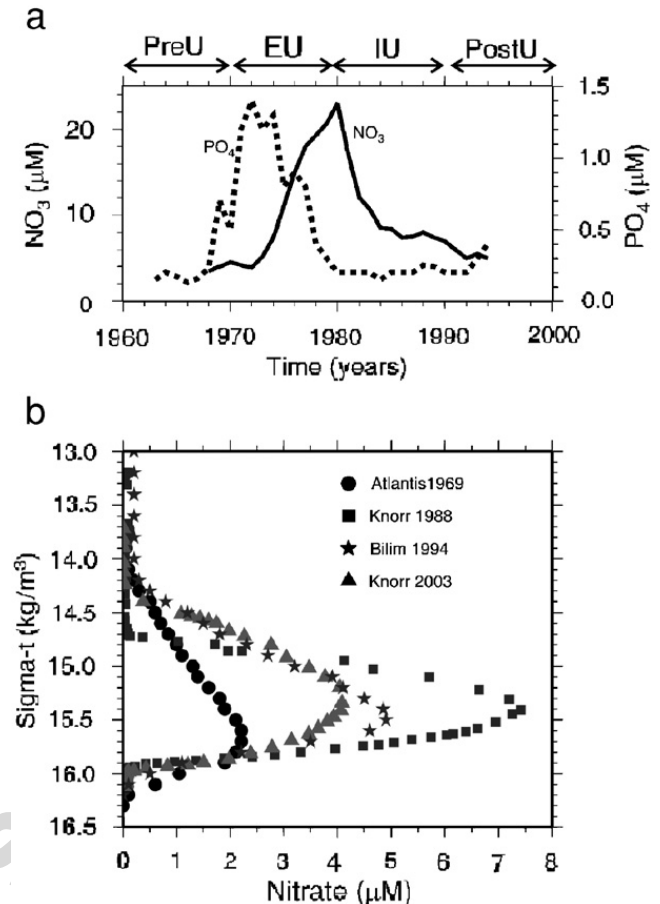 a
PreU EU IU PostU
20 1.5
PO4 NO3
NO3 (μM) 1.0 PO4 (μM)
10 0.5
0 0.0
1960 1970 1980 1990 2000
Time (years)
b
13.0
Atlantis1969
13.5 Knorr 1988
Bilim 1994
14.0 Knorr 2003
14.5
Sigma-t (kg/m³)
15.0
15.5
16.0
16.5
0 1 2 3 4 5 6 7 8
Nitrate (μM)